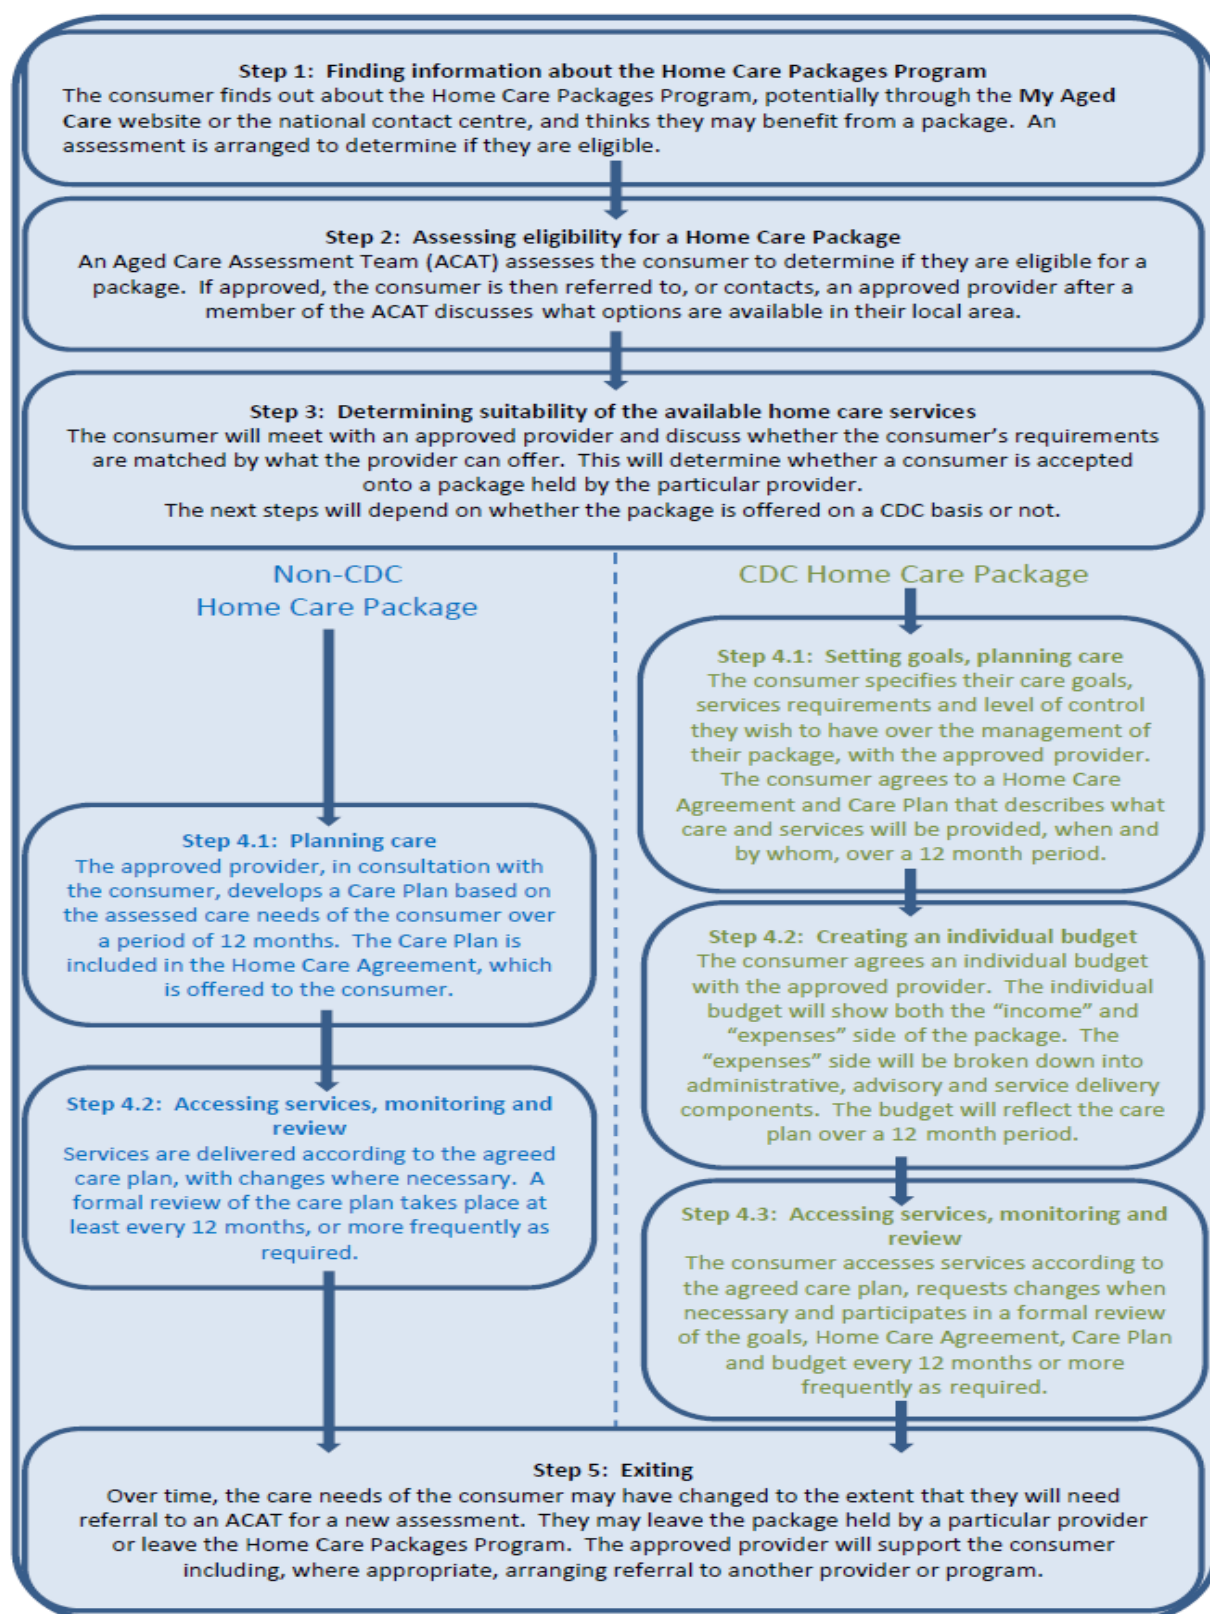 Step 1:  Finding information about the Home Care Packages Program
The consumer finds out about the Home Care Packages Program, potentially through the My Aged
Care website or the national contact centre, and thinks they may benefit from a package.  An
assessment is arranged to determine if they are eligible.
Step 2:  Assessing eligibility for a Home Care Package
An Aged Care Assessment Team (ACAT) assesses the consumer to determine if they are eligible for a
package.  If approved, the consumer is then referred to, or contacts, an approved provider after a
member of the ACAT discusses what options are available in their local area.
Step 3:  Determining suitability of the available home care services
The consumer will meet with an approved provider and discuss whether the consumer's requirements
are matched by what the provider can offer.  This will determine whether a consumer is accepted
onto a package held by the particular provider.
The next steps will depend on whether the package is offered on a CDC basis or not.
Non-CDC
Home Care Package
Step 4.1:  Planning care
The approved provider, in consultation with
the consumer, develops a Care Plan based on
the assessed care needs of the consumer over
a period of 12 months.  The Care Plan is
included in the Home Care Agreement, which
is offered to the consumer.
Step 4.2:  Accessing services, monitoring and
review
Services are delivered according to the agreed
care plan, with changes where necessary.  A
formal review of the care plan takes place at
least every 12 months, or more frequently as
required.
CDC Home Care Package
Step 4.1:  Setting goals, planning care
The consumer specifies their care goals,
services requirements and level of control
they wish to have over the management of
their package, with the approved provider.
The consumer agrees to a Home Care
Agreement and Care Plan that describes what
care and services will be provided, when and
by whom, over a 12 month period.
Step 4.2:  Creating an individual budget
The consumer agrees an individual budget
with the approved provider.  The individual
budget will show both the "income" and
"expenses" side of the package.  The
"expenses" side will be broken down into
administrative, advisory and service delivery
components.  The budget will reflect the care
plan over a 12 month period.
Step 4.3:  Accessing services, monitoring and
review
The consumer accesses services according to
the agreed care plan, requests changes when
necessary and participates in a formal review
of the goals, Home Care Agreement, Care Plan
and budget every 12 months or more
frequently as required.
Step 5:  Exiting
Over time, the care needs of the consumer may have changed to the extent that they will need
referral to an ACAT for a new assessment.  They may leave the package held by a particular provider
or leave the Home Care Packages Program.  The approved provider will support the consumer
including, where appropriate, arranging referral to another provider or program.